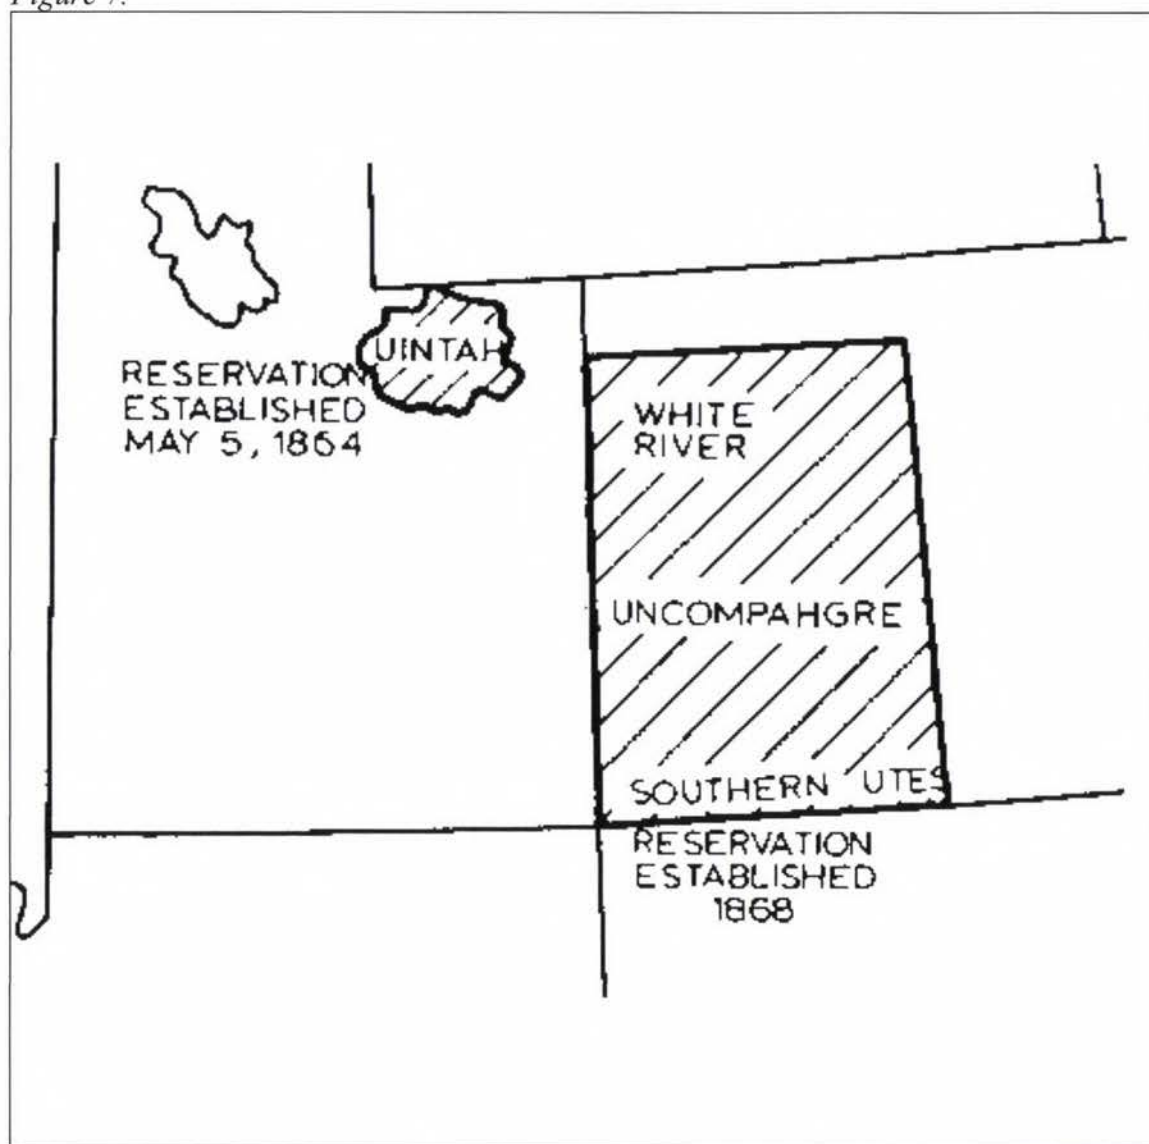 Figure 7.
UINTAH
RESERVATION
ESTABLISHED
MAY 5, 1864
WHITE
RIVER
UNCOMPAHGRE
SOUTHERN UTES
RESERVATION
ESTABLISHED
1868